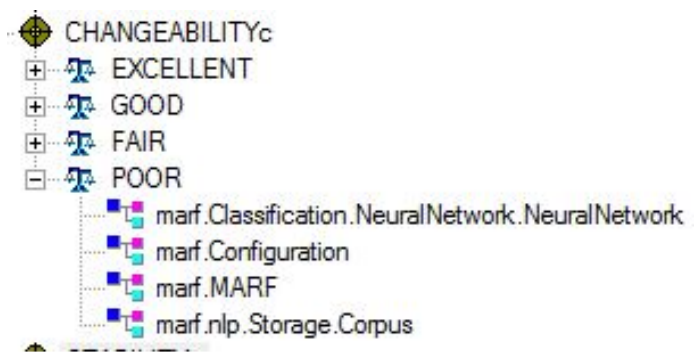 CHANGEABILITYc
EXCELLENT
GOOD
FAIR
POOR
marf.Classification.NeuralNetwork.NeuralNetwork
marf.Configuration
marf.MARF
marf.nlp.Storage.Corpus